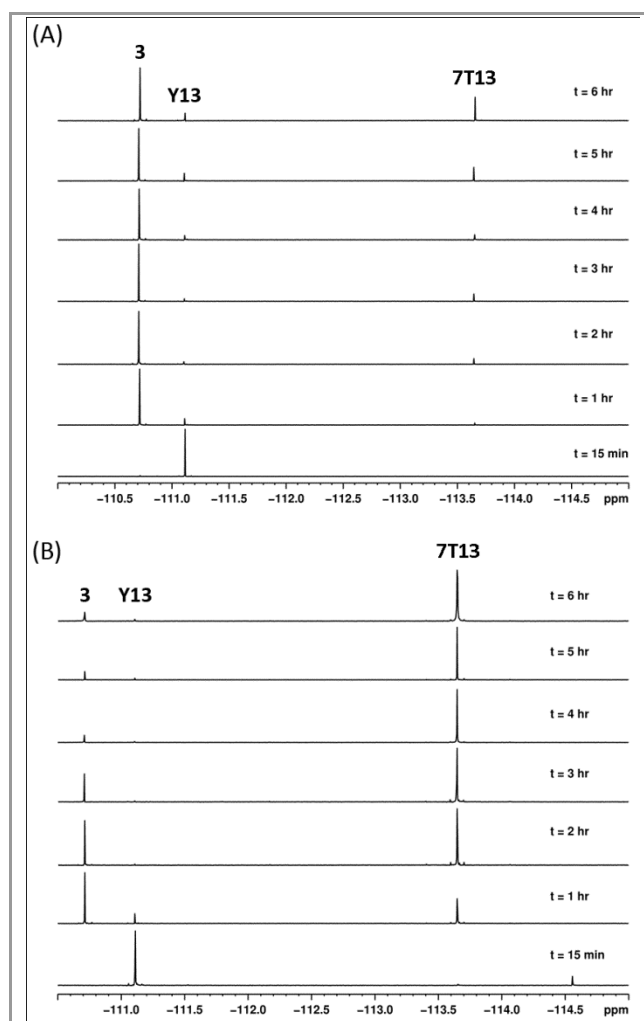 (A)
3
Y13
7T13
t = 6 hr
t = 5 hr
t = 4 hr
t = 3 hr
t = 2 hr
t = 1 hr
t = 15 min
−110.5 −111.0 −111.5 −112.0 −112.5 −113.0 −113.5 −114.0 −114.5 ppm
(B)
7T13
3 Y13
t = 6 hr
t = 5 hr
t = 4 hr
t = 3 hr
t = 2 hr
t = 1 hr
t = 15 min
−111.0 −111.5 −112.0 −112.5 −113.0 −113.5 −114.0 −114.5 ppm